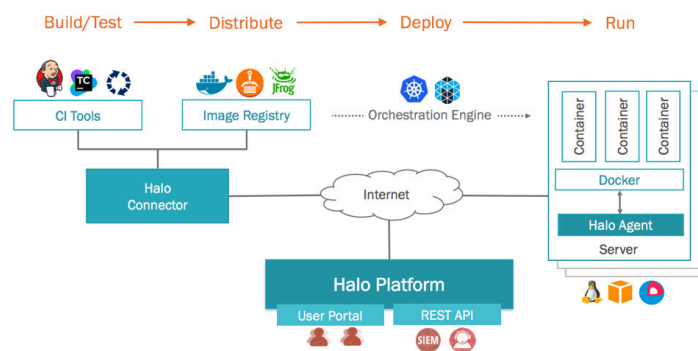 Build/Test
Distribute
Deploy
Run
TC
JFrog
CI Tools
Image Registry
Orchestration Engine
Container
Container
Container
Docker
Halo Agent
Server
Halo
Connector
Internet
Halo Platform
User Portal
REST API
SIEM